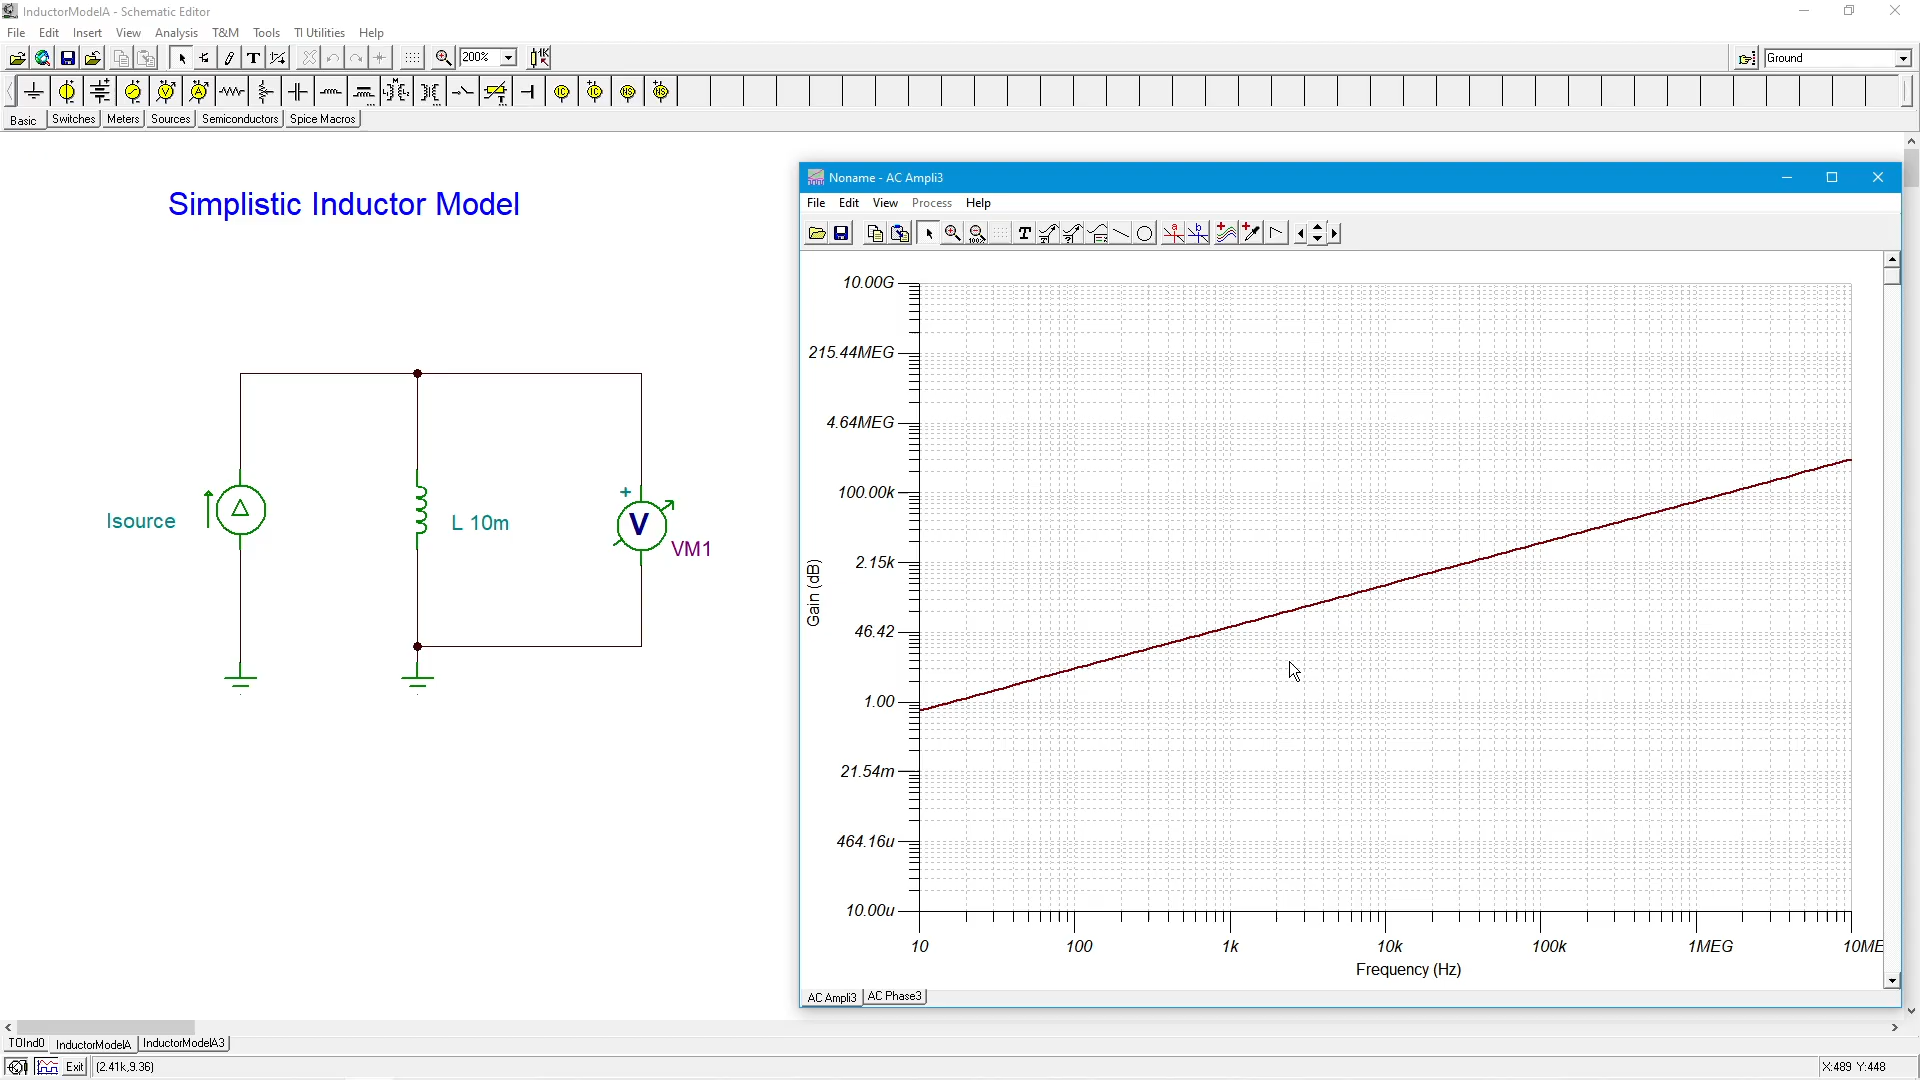 InductorModelA - Schematic Editor
File Edit Insert View Analysis T&M Tools TI Utilities Help
200%
1K
Ground
Basic Switches Meters Sources Semiconductors Spice Macros
Simplistic Inductor Model
Isource
L 10m
+
V
VM1
Noname - AC Ampli3
File Edit View Process Help
10.00G
215.44MEG
4.64MEG
100.00k
2.15k
46.42
1.00
21.54m
464.16u
10.00u
Gain (dB)
10 100 1k 10k 100k 1MEG 10ME
Frequency (Hz)
AC Ampli3 AC Phase3
TOInd0 InductorModelA InductorModelA3
Exit (2.41k,9.36) X:489 Y:448